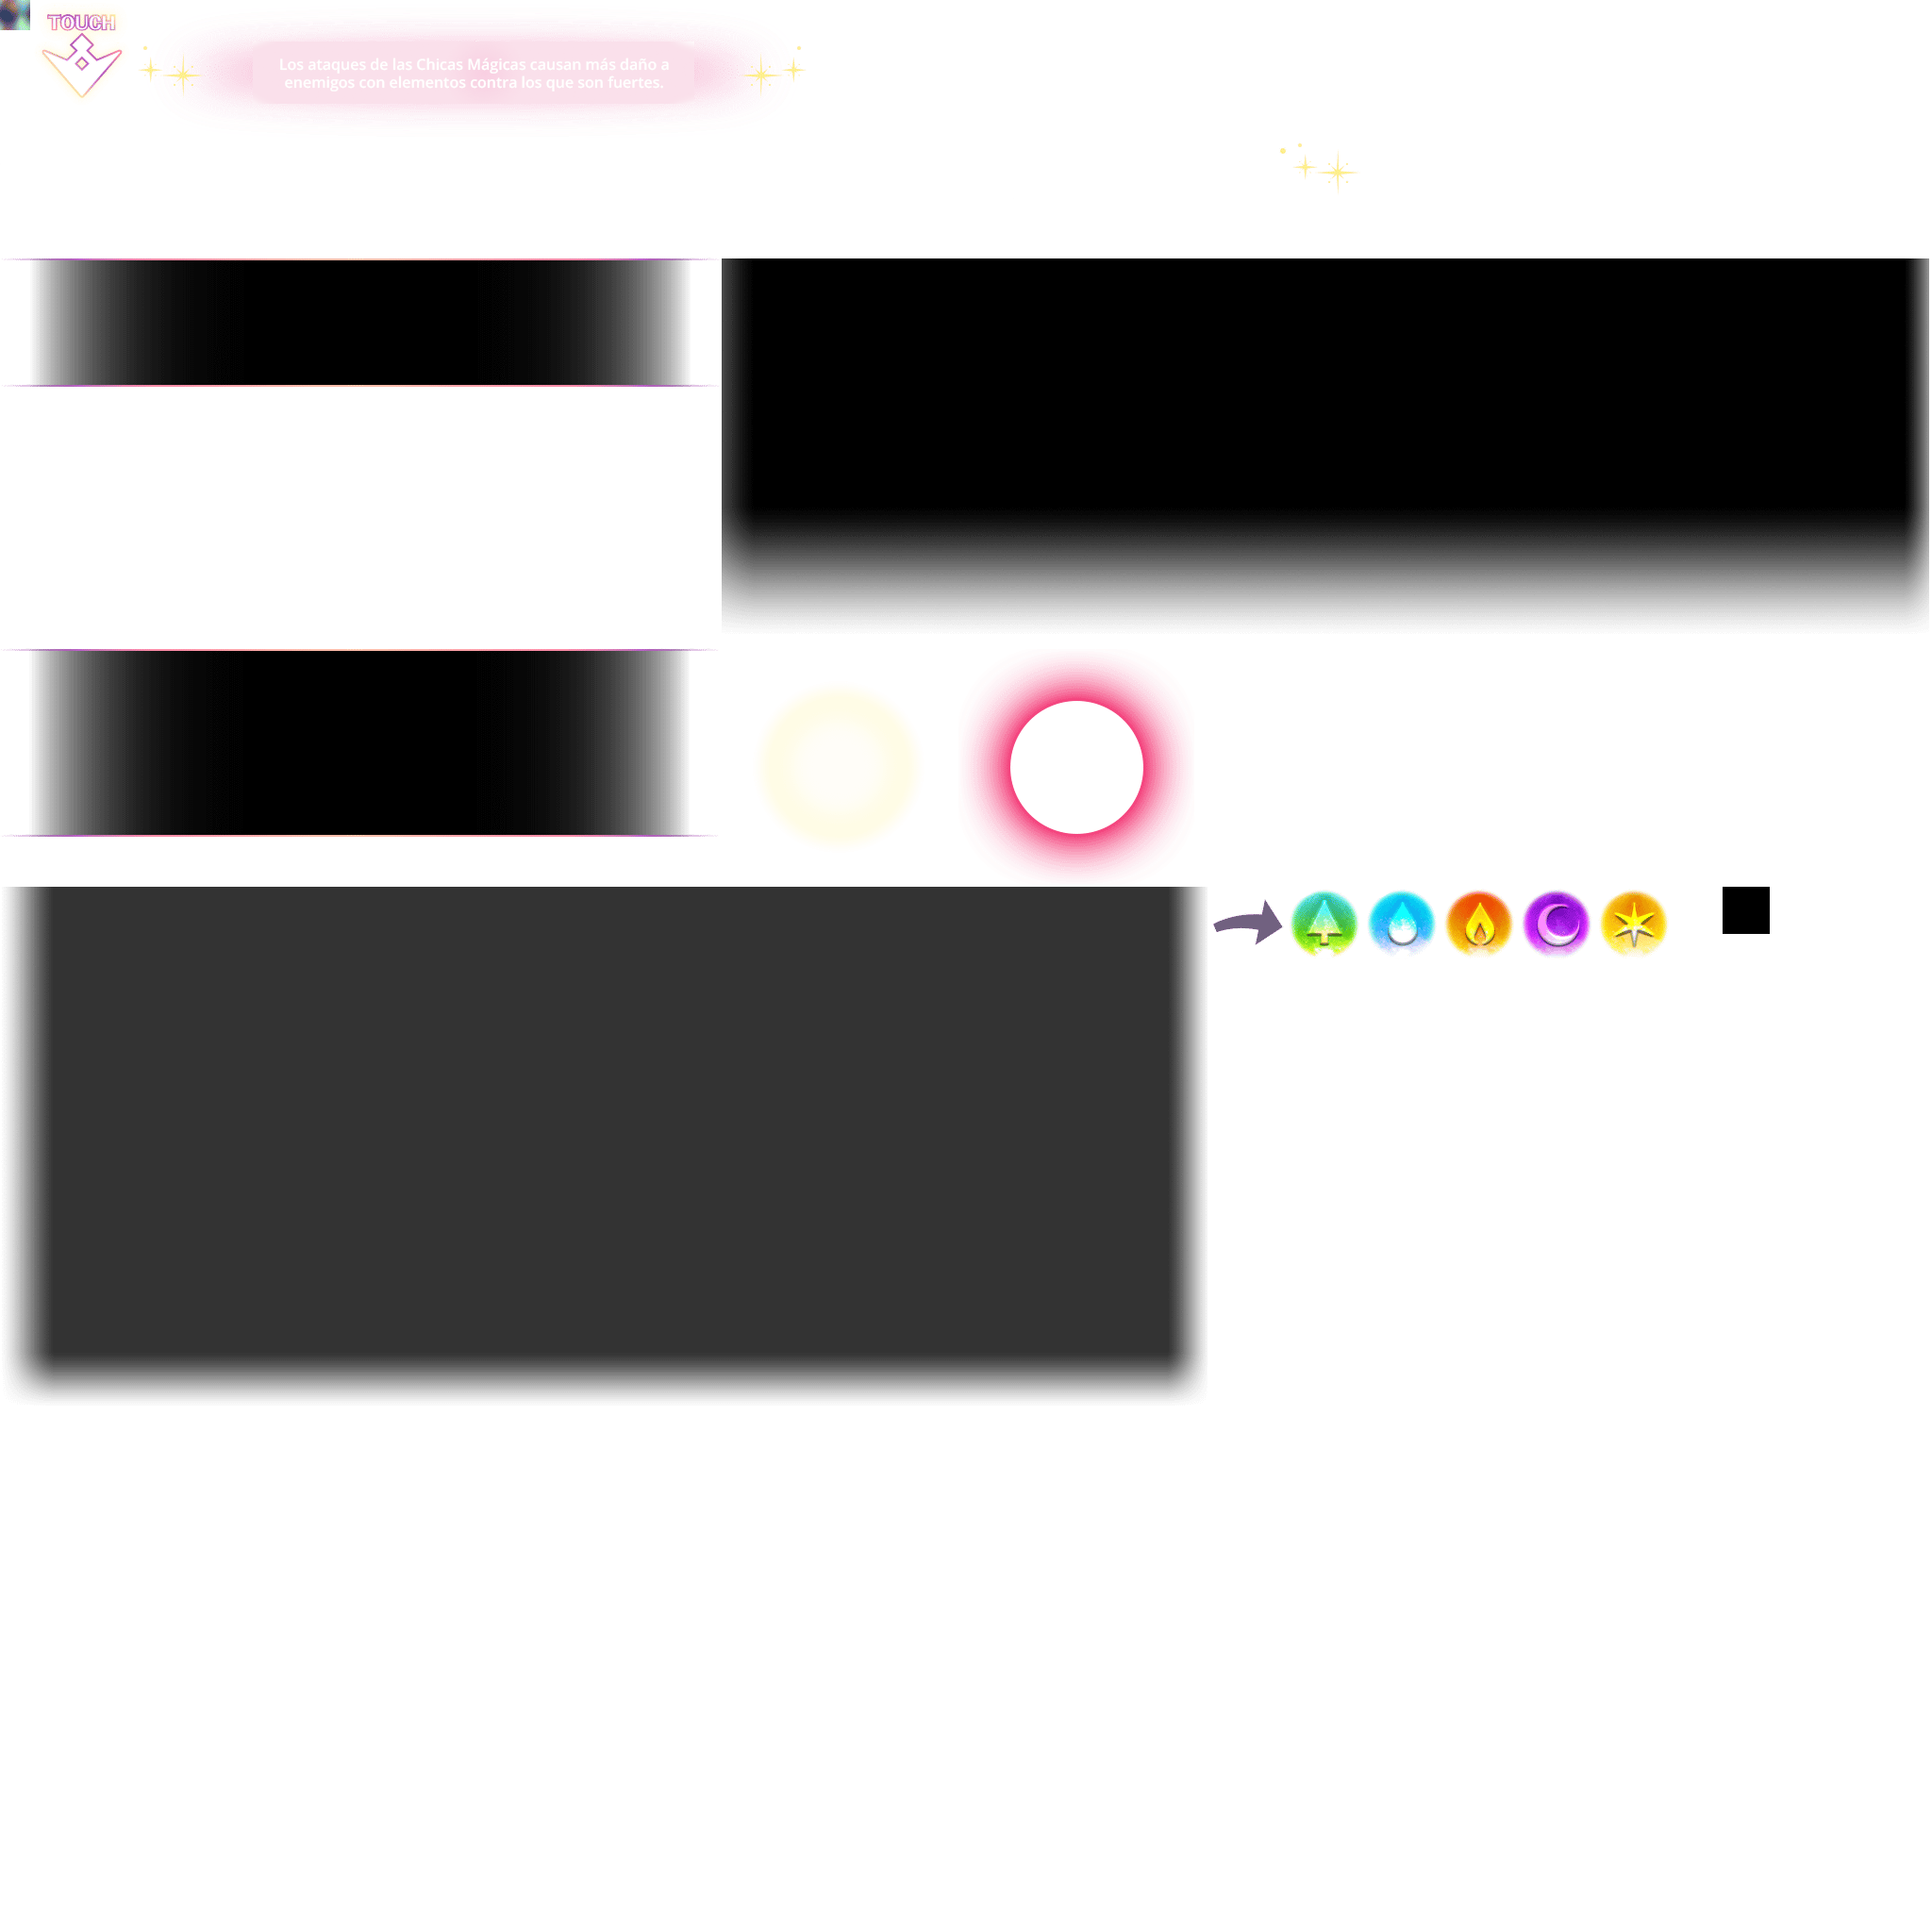 TOUCH
Los ataques de las Chicas Mágicas causan más daño a
enemigos con elementos contra los que son fuertes.